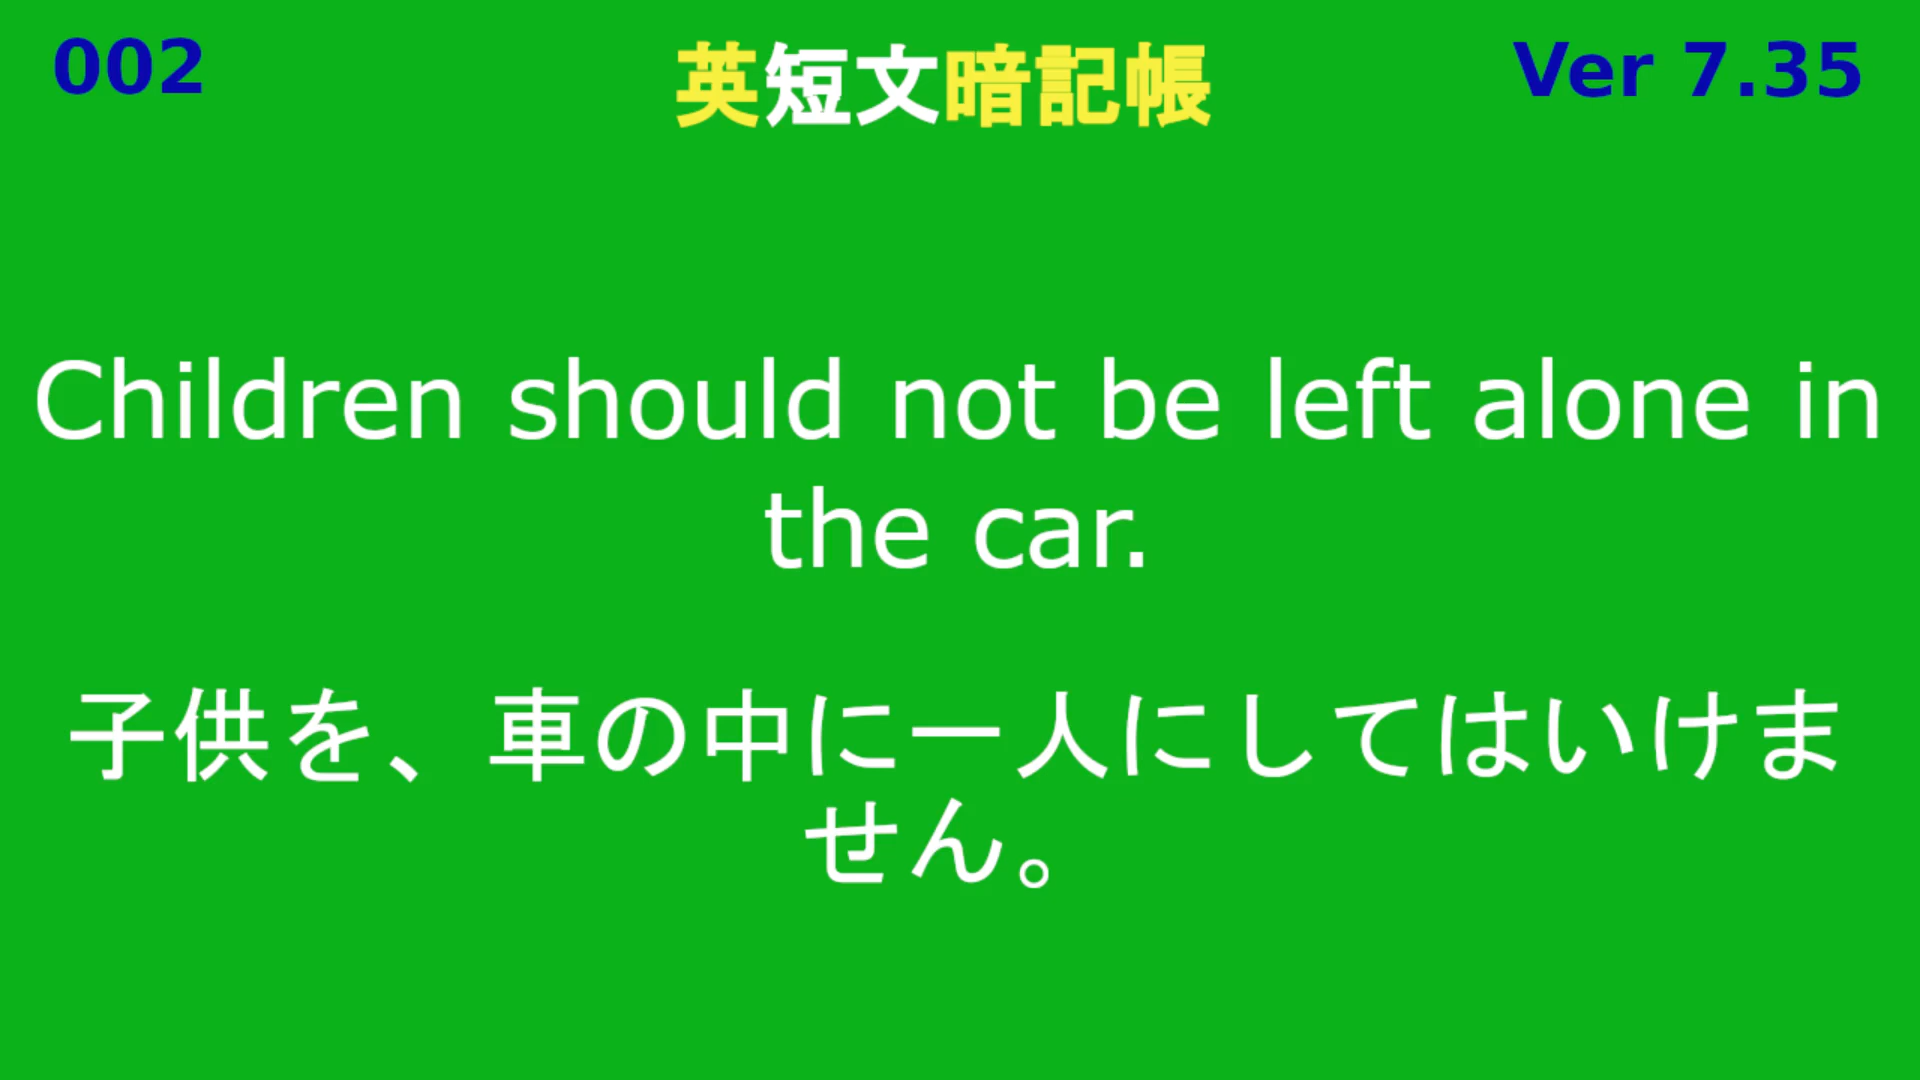 002
英短文暗記帳
Ver 7.35
Children should not be left alone in
the car.
子供を、車の中に一人にしてはいけま
せん。